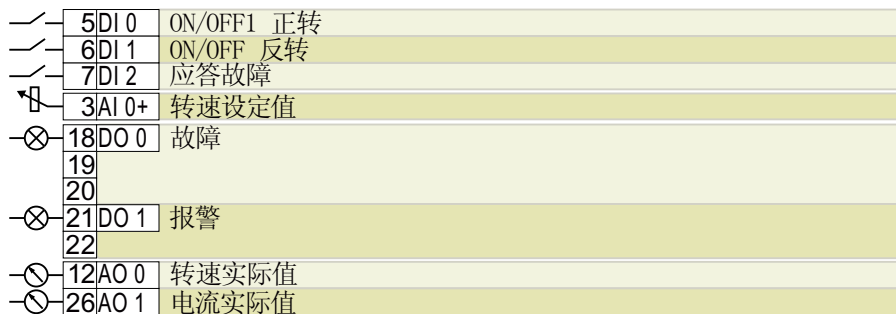 5 DI 0 ON/OFF1 正转
6 DI 1 ON/OFF 反转
7 DI 2 应答故障
3 AI 0+ 转速设定值
18 DO 0 故障
19
20
21 DO 1 报警
22
12 AO 0 转速实际值
26 AO 1 电流实际值